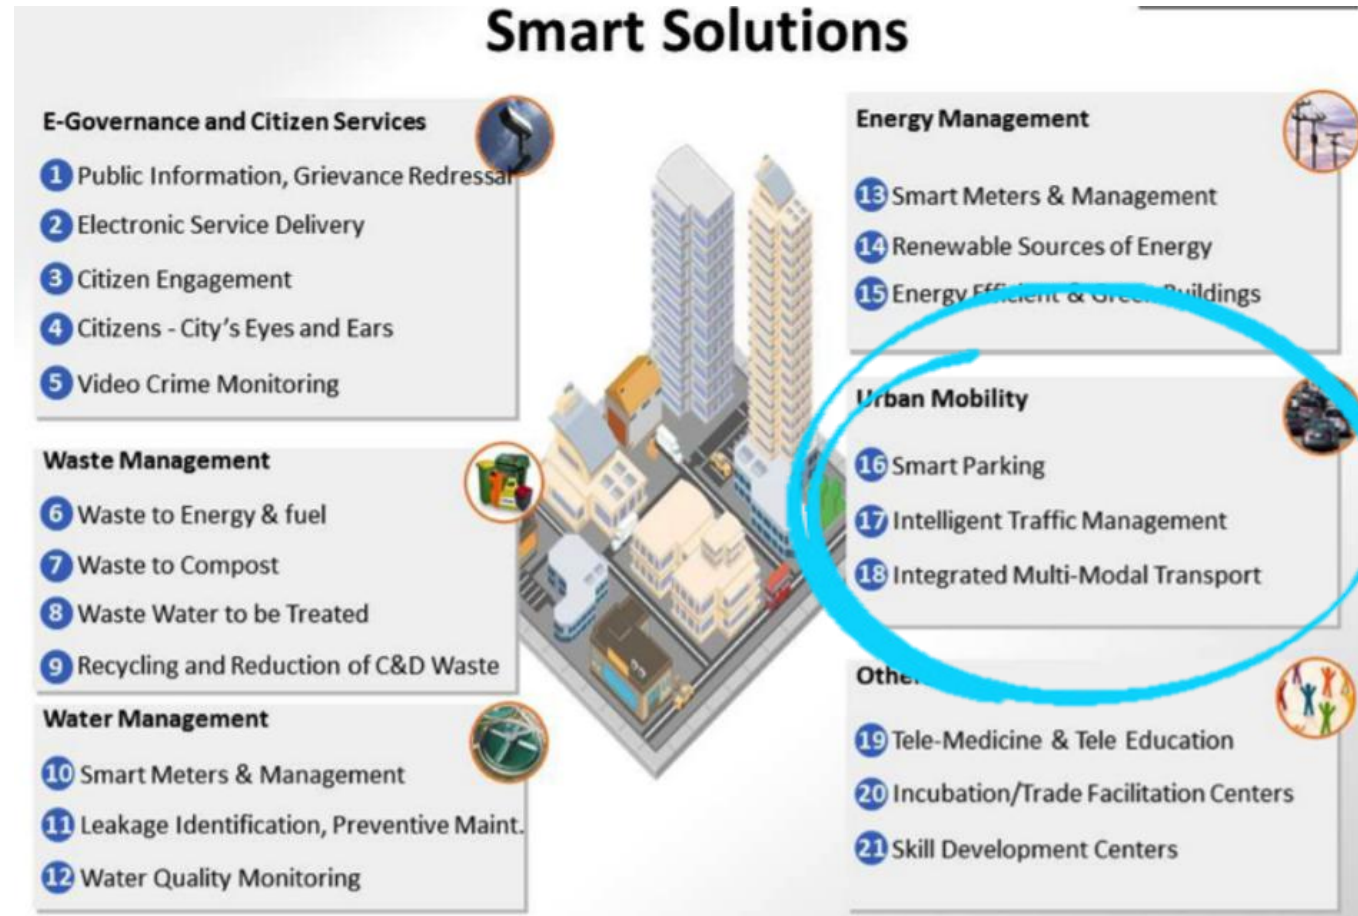 Smart Solutions
E-Governance and Citizen Services
1 Public Information, Grievance Redressal
2 Electronic Service Delivery
3 Citizen Engagement
4 Citizens - City's Eyes and Ears
5 Video Crime Monitoring
Waste Management
6 Waste to Energy & fuel
7 Waste to Compost
8 Waste Water to be Treated
9 Recycling and Reduction of C&D Waste
Water Management
10 Smart Meters & Management
11 Leakage Identification, Preventive Maint.
12 Water Quality Monitoring
Energy Management
13 Smart Meters & Management
14 Renewable Sources of Energy
15 Energy Efficient & Green Buildings
Urban Mobility
16 Smart Parking
17 Intelligent Traffic Management
18 Integrated Multi-Modal Transport
19 Tele-Medicine & Tele Education
20 Incubation/Trade Facilitation Centers
21 Skill Development Centers